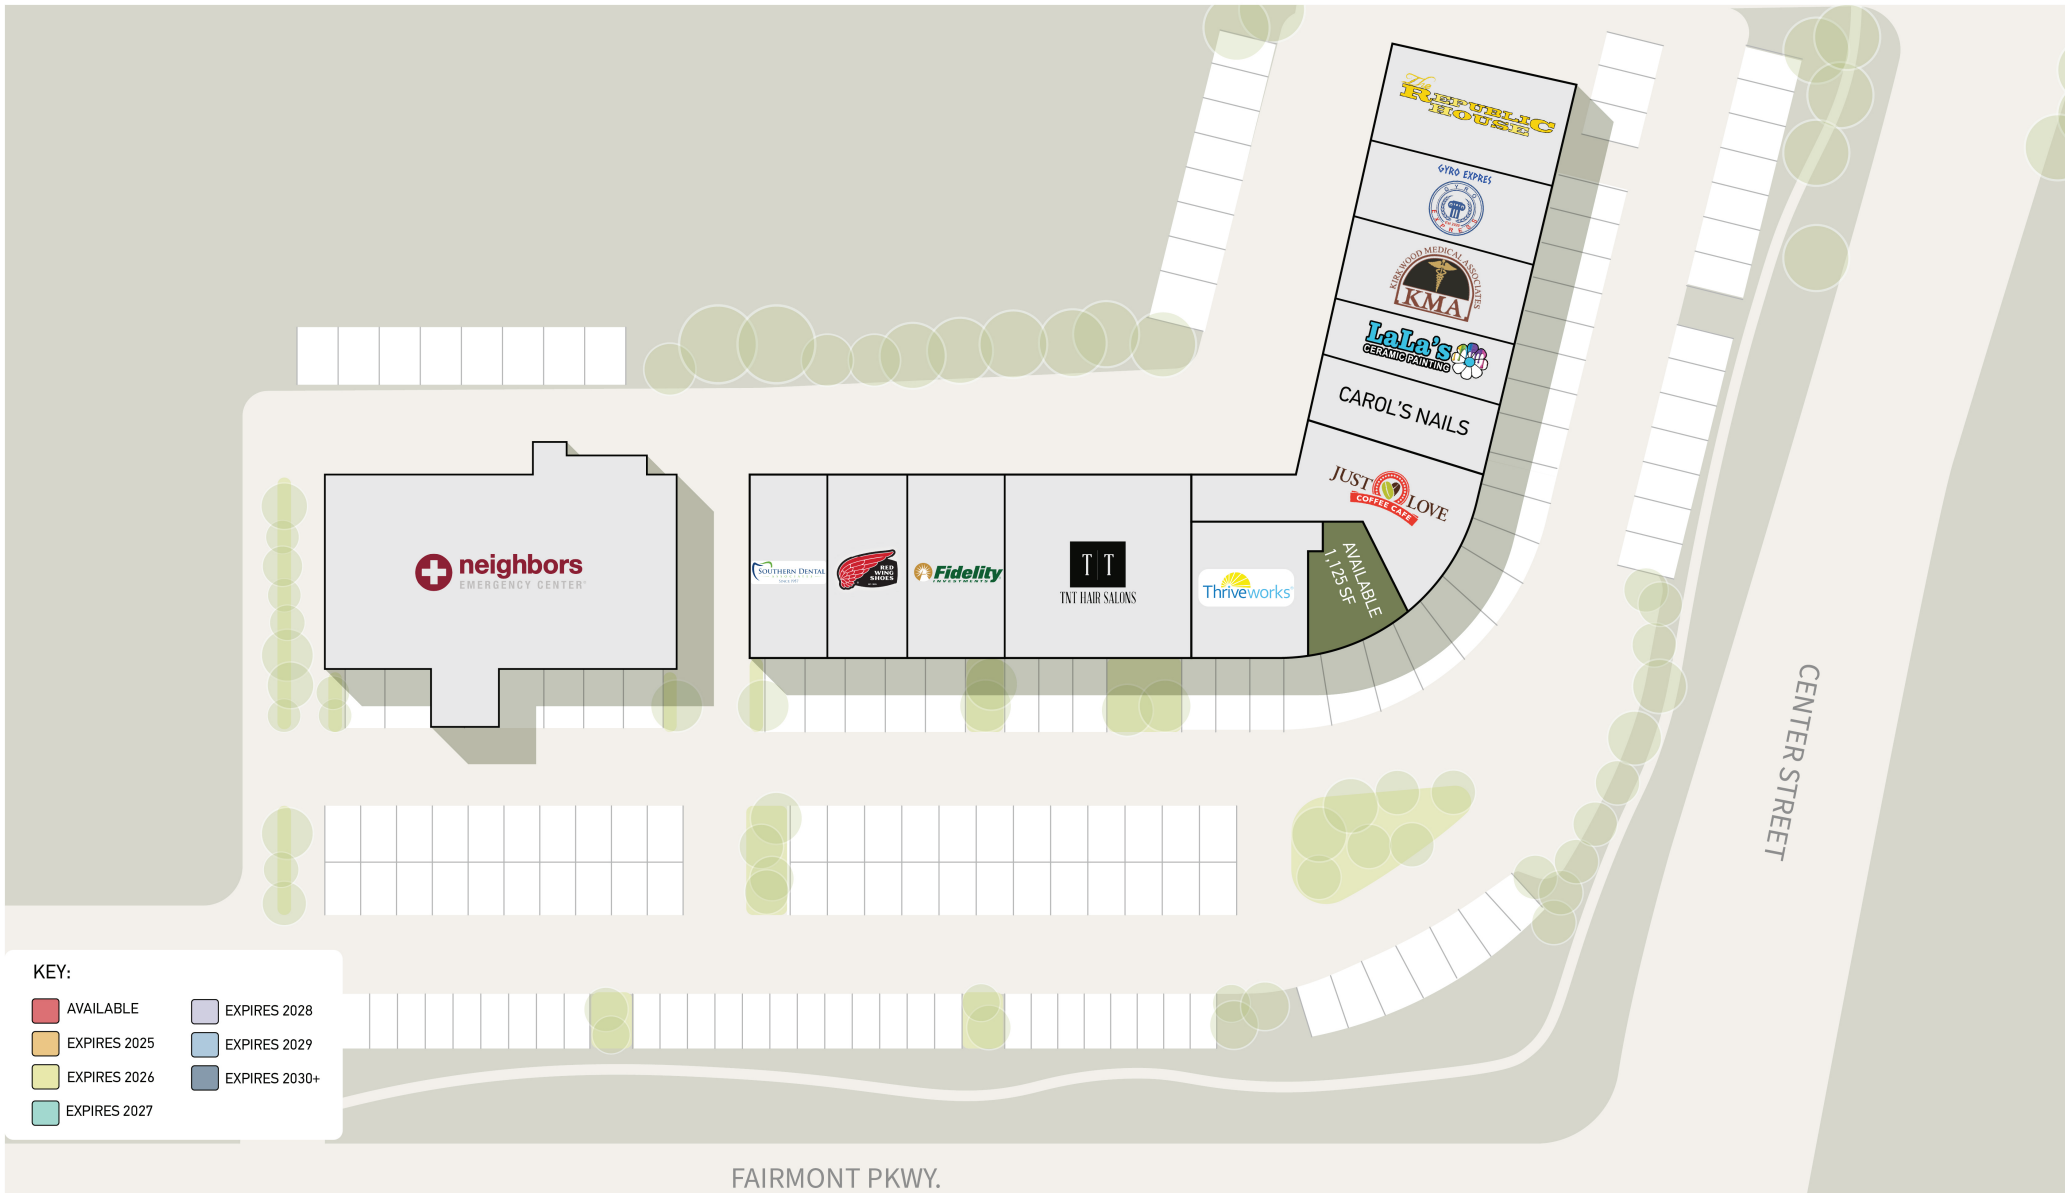 The
REPUBLIC
HOUSE
GYRO EXPRES
GYRO
EXPRESS
KIRKWOOD MEDICAL ASSOCIATES
KMA
LaLa's
CERAMIC PAINTING
CAROL'S NAILS
JUST LOVE
COFFEE CAFE
neighbors
EMERGENCY CENTER
SOUTHERN DENTAL
RED
WING
SHOES
Fidelity
INVESTMENTS
T|T
TNT HAIR SALONS
Thriveworks
AVAILABLE
1,125 SF
CENTER STREET
KEY:
AVAILABLE
EXPIRES 2025
EXPIRES 2026
EXPIRES 2027
EXPIRES 2028
EXPIRES 2029
EXPIRES 2030+
FAIRMONT PKWY.